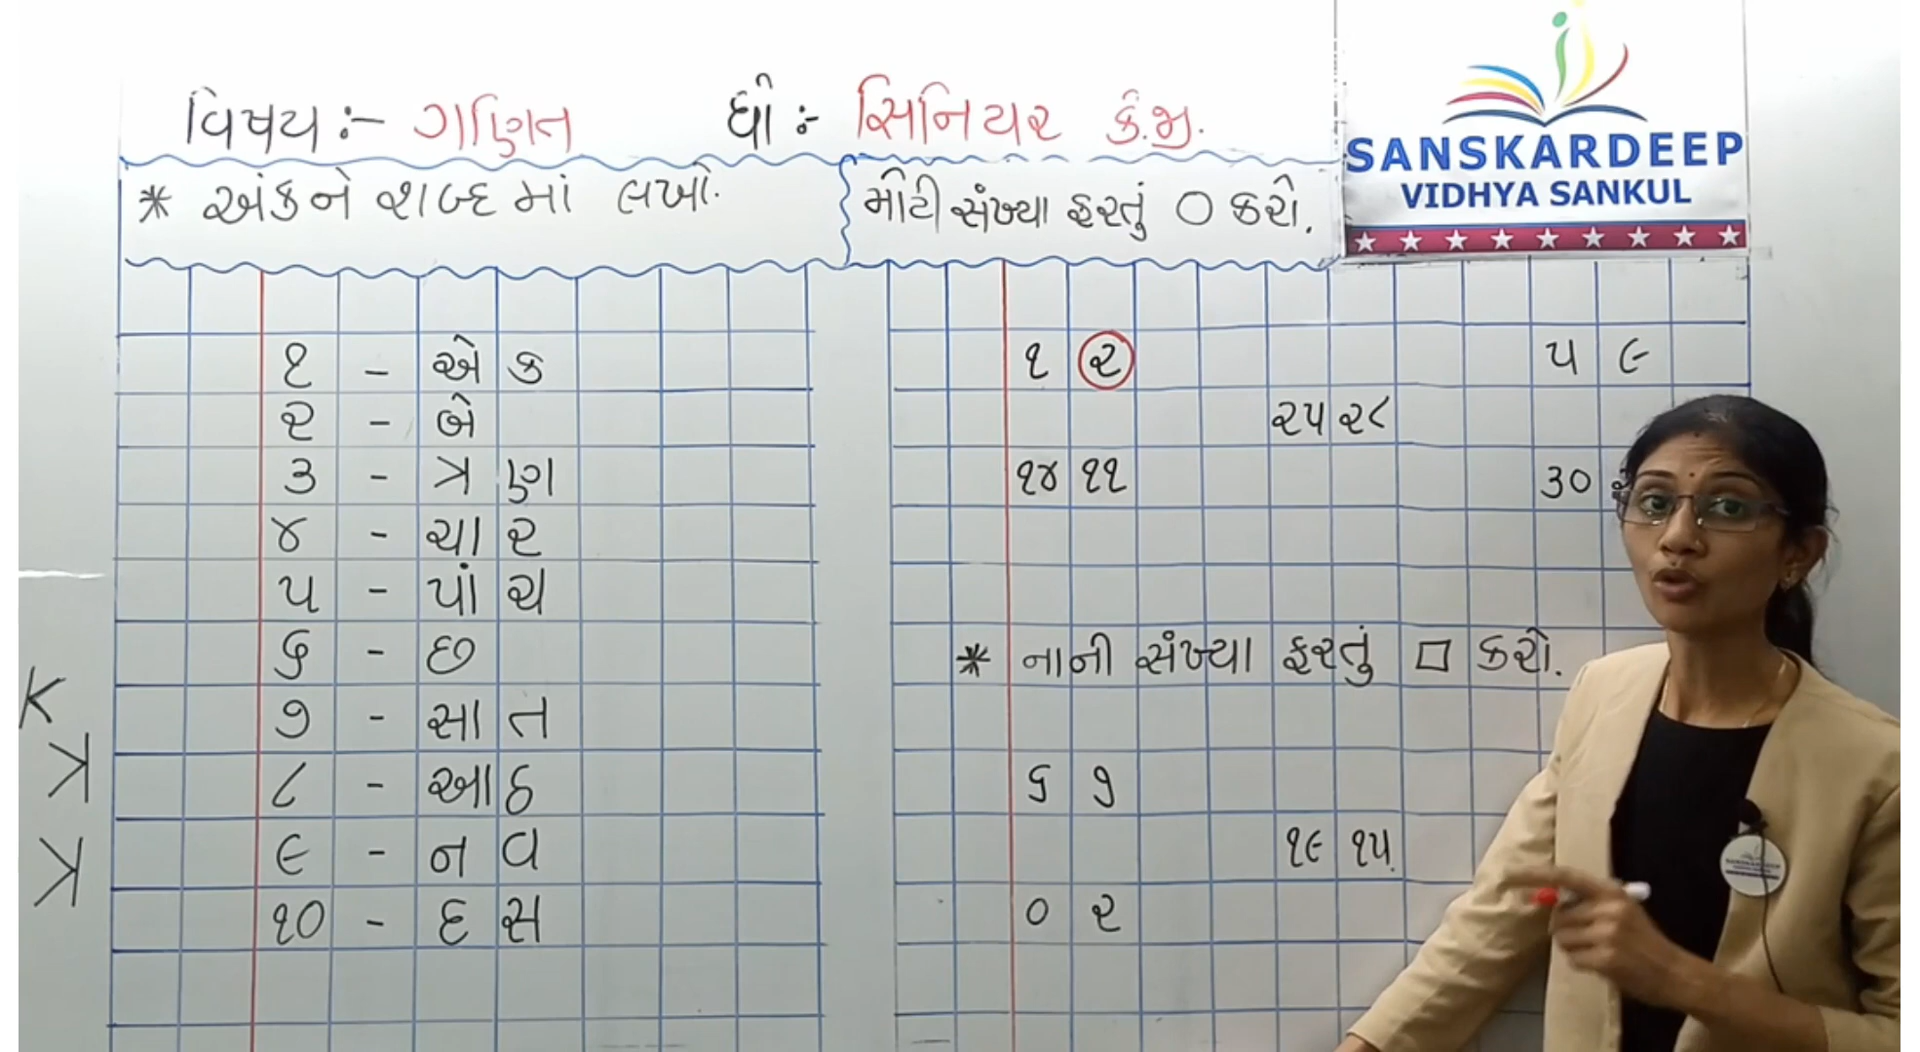 વિષય :- ગણિત ધો :- સિનિયર કે.જી.
SANSKARDEEP
VIDHYA SANKUL
* અંકને શબ્દમાં લખો.
૧ - એક
૨ - બે
૩ - ત્રણ
૪ - ચાર
૫ - પાંચ
૬ - છ
૭ - સાત
૮ - આઠ
૯ - નવ
૧૦ - દસ
મોટી સંખ્યા ફરતું ○ કરો.
૧ ૨ ૫ ૯
૨૫ ૨૮
૧૪ ૧૧ ૩૦
* નાની સંખ્યા ફરતું □ કરો.
૬ ૭
૧૯ ૧૫
૦ ૨
K
K
K